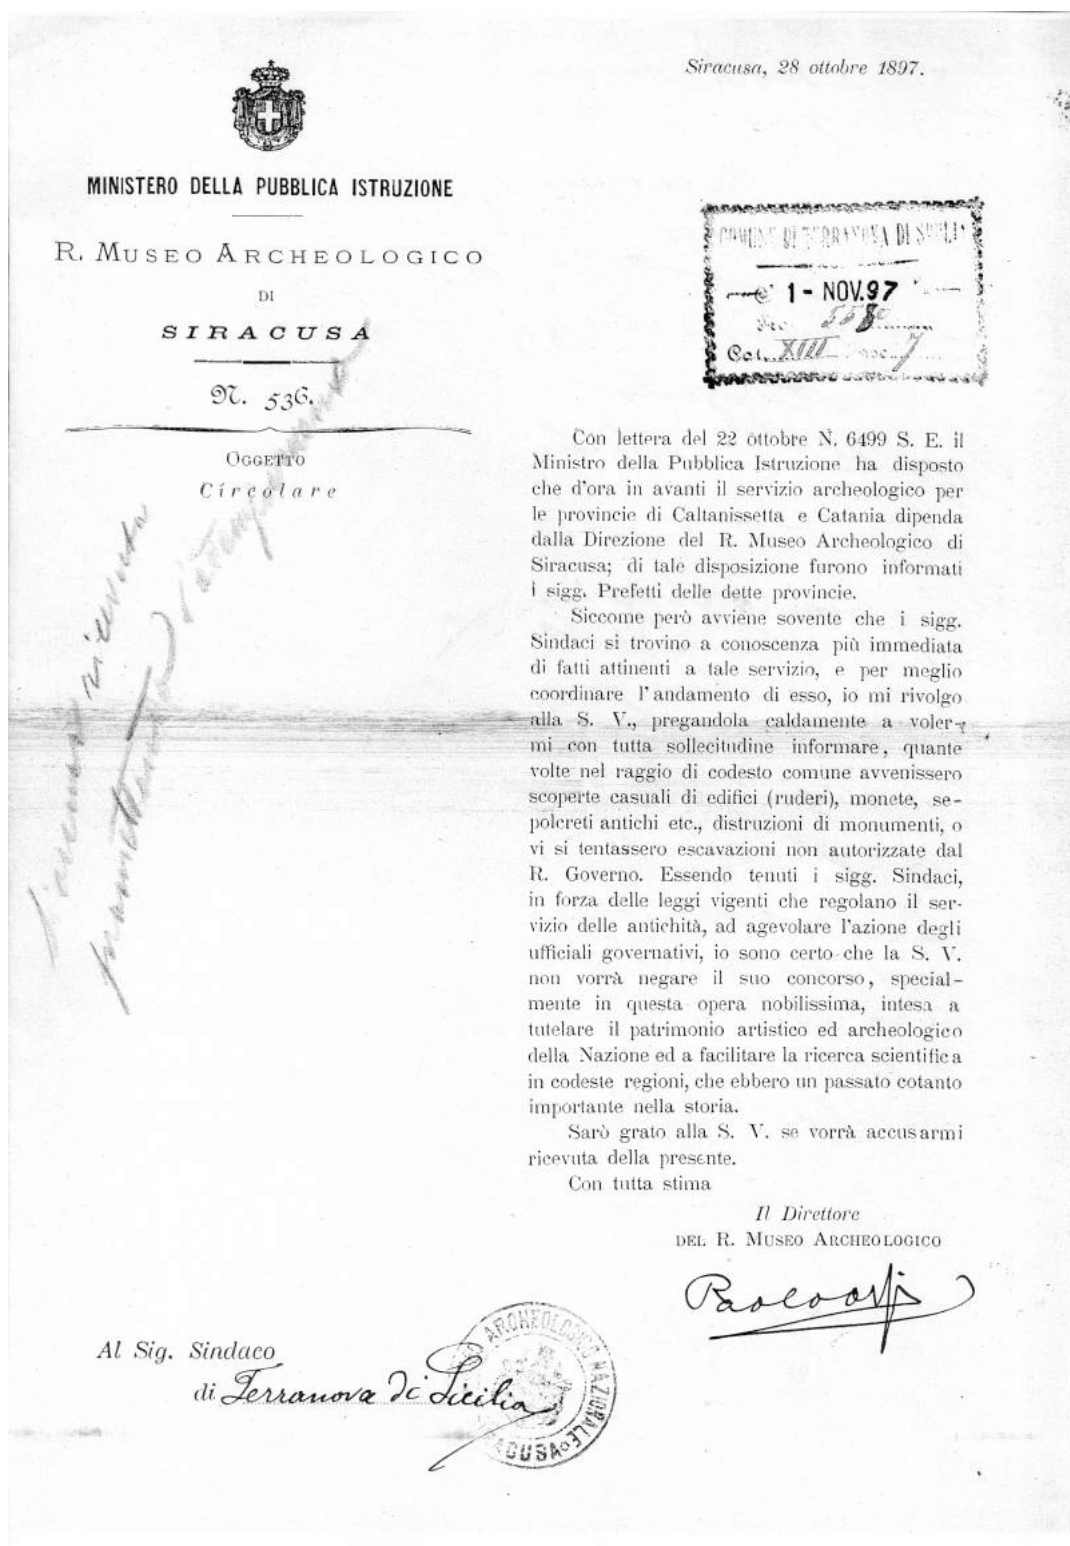 Siracusa, 28 ottobre 1897.
MINISTERO DELLA PUBBLICA ISTRUZIONE
R. MUSEO ARCHEOLOGICO
DI
SIRACUSA
N. 536.
OGGETTO
Circolare
COMUNE DI TERRANOVA DI SICILIA
1 - NOV. 97
5580
Cat. XIII 7
ricevuta
Con lettera del 22 ottobre N. 6499 S. E. il
Ministro della Pubblica Istruzione ha disposto
che d'ora in avanti il servizio archeologico per
le provincie di Caltanissetta e Catania dipenda
dalla Direzione del R. Museo Archeologico di
Siracusa; di tale disposizione furono informati
i sigg. Prefetti delle dette provincie.
Siccome però avviene sovente che i sigg.
Sindaci si trovino a conoscenza più immediata
di fatti attinenti a tale servizio, e per meglio
coordinare l'andamento di esso, io mi rivolgo
alla S. V., pregandola caldamente a voler-
mi con tutta sollecitudine informare, quante
volte nel raggio di codesto comune avvenissero
scoperte casuali di edifici (ruderi), monete, se-
polcreti antichi etc., distruzioni di monumenti, o
vi si tentassero escavazioni non autorizzate dal
R. Governo. Essendo tenuti i sigg. Sindaci,
in forza delle leggi vigenti che regolano il ser-
vizio delle antichità, ad agevolare l'azione degli
ufficiali governativi, io sono certo che la S. V.
non vorrà negare il suo concorso, special-
mente in questa opera nobilissima, intesa a
tutelare il patrimonio artistico ed archeologico
della Nazione ed a facilitare la ricerca scientifica
in codeste regioni, che ebbero un passato cotanto
importante nella storia.
Sarò grato alla S. V. se vorrà accusarmi
ricevuta della presente.
Con tutta stima
Il Direttore
DEL R. MUSEO ARCHEOLOGICO
Paolo Orsi
Al Sig. Sindaco
di Terranova di Sicilia
ARCHEOLOGICO NAZIONALE